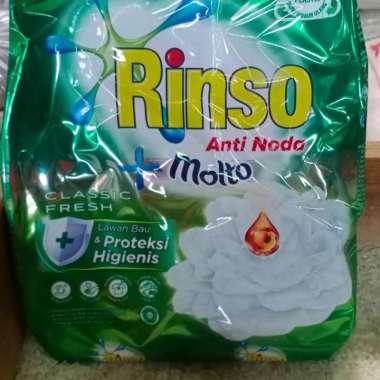 Rinso
Anti Noda
+ Molto
CLASSIC
FRESH
Lawan Bau
& Proteksi
Higienis